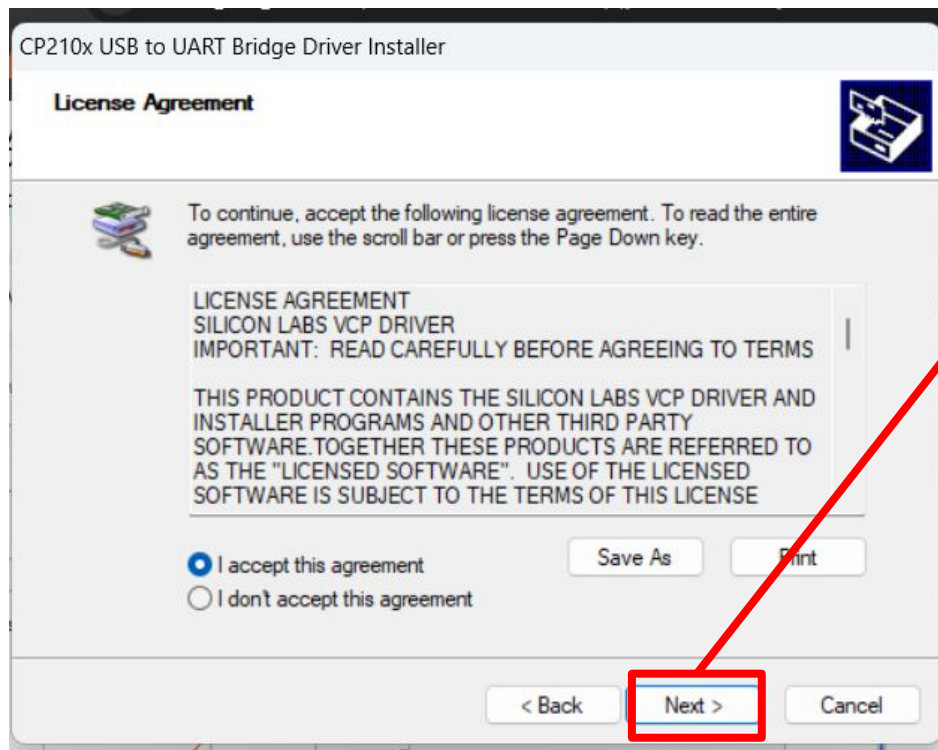 CP210x USB to UART Bridge Driver Installer
License Agreement
To continue, accept the following license agreement. To read the entire
agreement, use the scroll bar or press the Page Down key.
LICENSE AGREEMENT
SILICON LABS VCP DRIVER
IMPORTANT:  READ CAREFULLY BEFORE AGREEING TO TERMS
THIS PRODUCT CONTAINS THE SILICON LABS VCP DRIVER AND
INSTALLER PROGRAMS AND OTHER THIRD PARTY
SOFTWARE.TOGETHER THESE PRODUCTS ARE REFERRED TO
AS THE "LICENSED SOFTWARE".  USE OF THE LICENSED
SOFTWARE IS SUBJECT TO THE TERMS OF THIS LICENSE
I accept this agreement
Save As
Print
I don't accept this agreement
< Back
Next >
Cancel